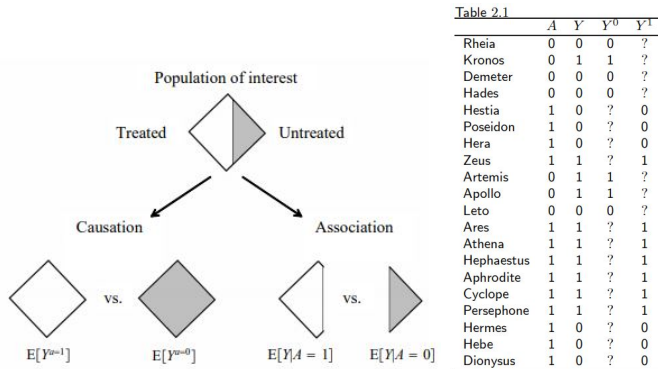 Population of interest
Treated
Untreated
Causation
Association
vs.
vs.
E[Yᵃ⁼¹]
E[Yᵃ⁼⁰]
E[Y|A = 1]
E[Y|A = 0]
Table 2.1
A Y Y⁰ Y¹
Rheia 0 0 0 ?
Kronos 0 1 1 ?
Demeter 0 0 0 ?
Hades 0 0 0 ?
Hestia 1 0 ? 0
Poseidon 1 0 ? 0
Hera 1 0 ? 0
Zeus 1 1 ? 1
Artemis 0 1 1 ?
Apollo 0 1 1 ?
Leto 0 0 0 ?
Ares 1 1 ? 1
Athena 1 1 ? 1
Hephaestus 1 1 ? 1
Aphrodite 1 1 ? 1
Cyclope 1 1 ? 1
Persephone 1 1 ? 1
Hermes 1 0 ? 0
Hebe 1 0 ? 0
Dionysus 1 0 ? 0